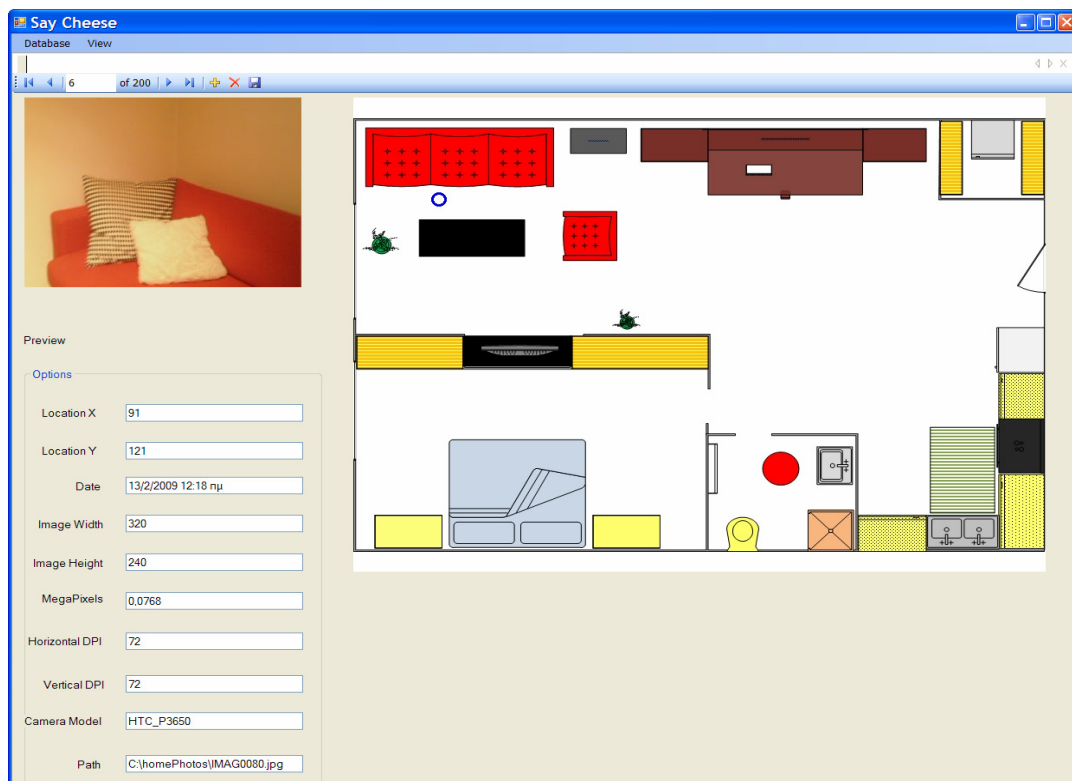 Say Cheese
Database View
6 of 200
Preview
Options
Location X 91
Location Y 121
Date 13/2/2009 12:18 πμ
Image Width 320
Image Height 240
MegaPixels 0,0768
Horizontal DPI 72
Vertical DPI 72
Camera Model HTC_P3650
Path C:\homePhotos\IMAG0080.jpg